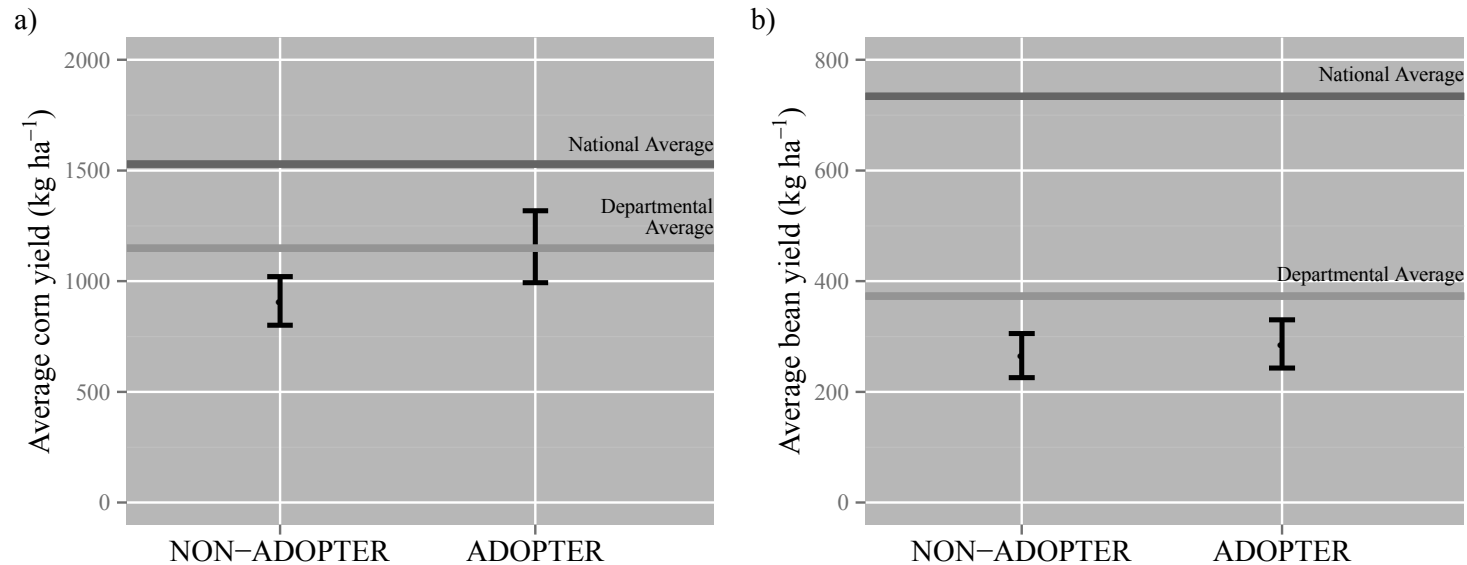 a)
Average corn yield (kg ha−1)
2000
1500
1000
500
0
National Average
Departmental
Average
NON−ADOPTER
ADOPTER
b)
Average bean yield (kg ha−1)
800
600
400
200
0
National Average
Departmental Average
NON−ADOPTER
ADOPTER